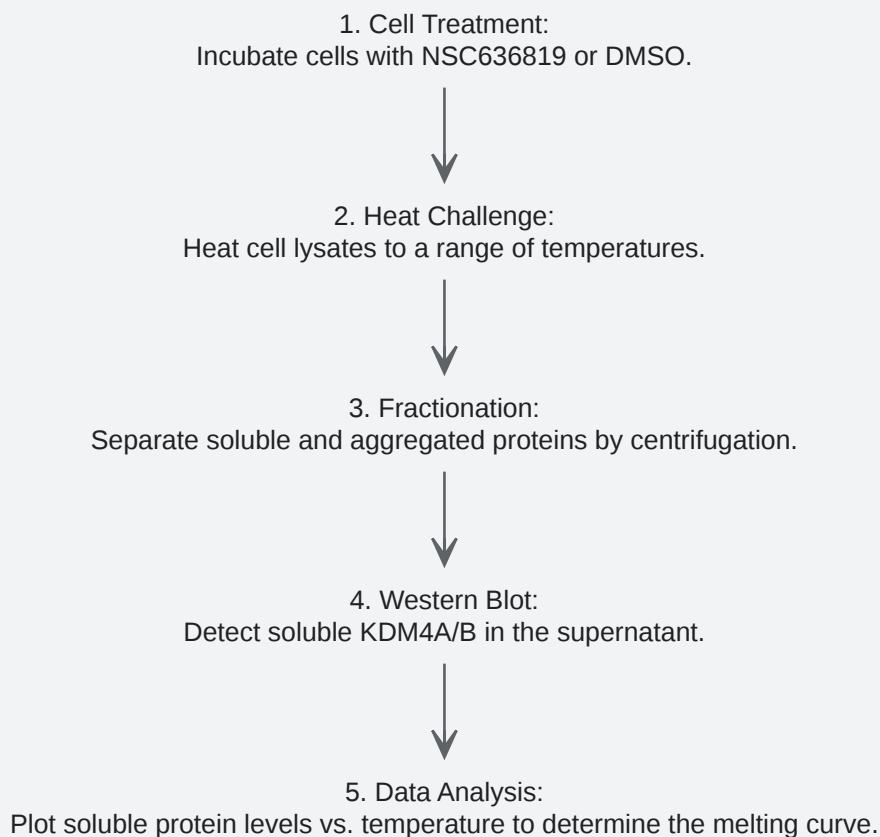 1. Cell Treatment:
Incubate cells with NSC636819 or DMSO.
2. Heat Challenge:
Heat cell lysates to a range of temperatures.
3. Fractionation:
Separate soluble and aggregated proteins by centrifugation.
4. Western Blot:
Detect soluble KDM4A/B in the supernatant.
5. Data Analysis:
Plot soluble protein levels vs. temperature to determine the melting curve.